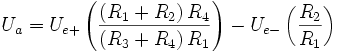 U_a = U_{e+} \left( \frac{(R_1 + R_2) R_4}{(R_3 + R_4) R_1} \right) - U_{e-} \left( \frac{R_2}{R_1} \right)